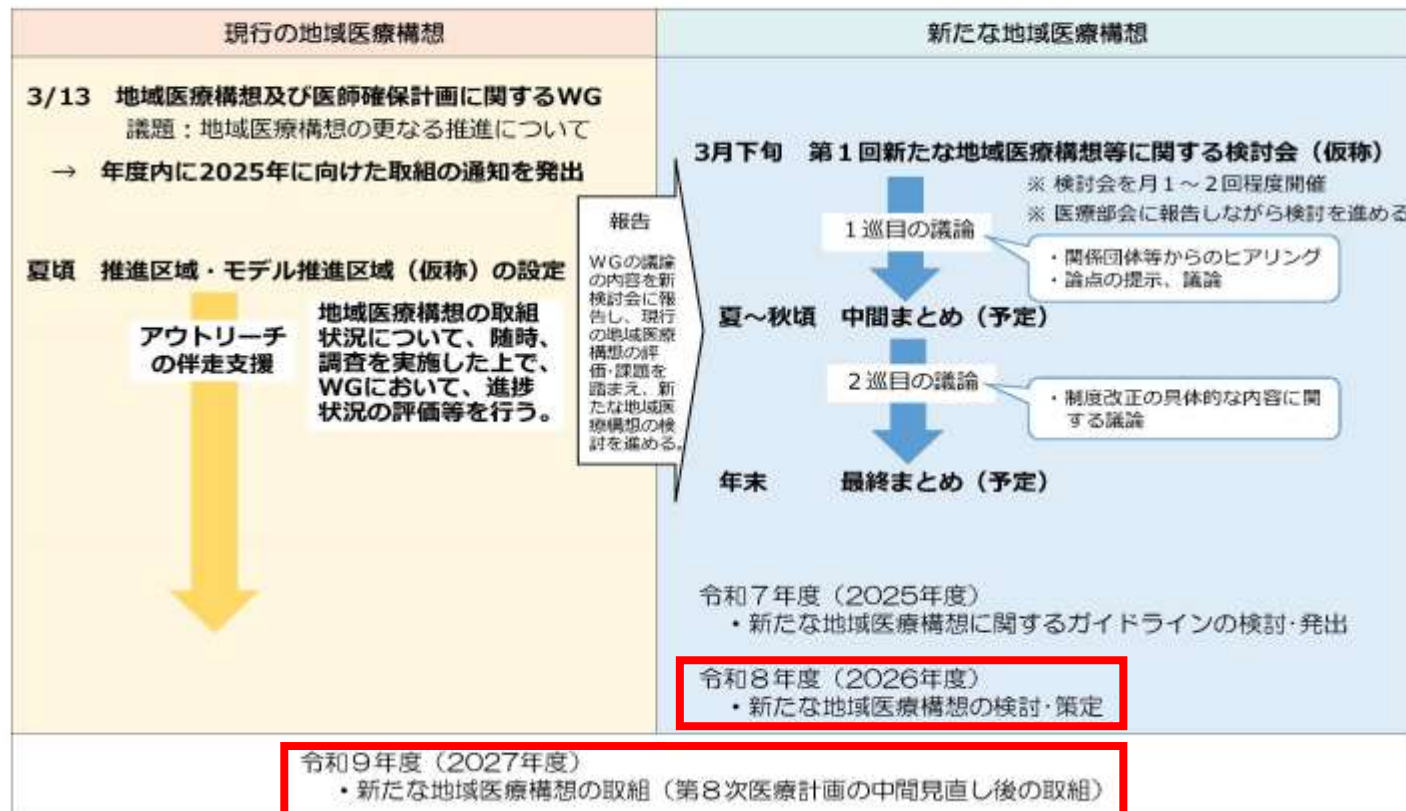 現行の地域医療構想
3/13 地域医療構想及び医師確保計画に関するWG
議題：地域医療構想の更なる推進について
→ 年度内に2025年に向けた取組の通知を発出
夏頃 推進区域・モデル推進区域（仮称）の設定
アウトリーチ
の伴走支援
地域医療構想の取組
状況について、随時、
調査を実施した上で、
WGにおいて、進捗
状況の評価等を行う。
報告
WGの議論
の内容を新
検討会に報
告し、現行
の地域医療
構想の評
価・課題を
踏まえ、新
たな地域医
療構想の検
討を進める。
新たな地域医療構想
3月下旬 第１回新たな地域医療構想等に関する検討会（仮称）
※ 検討会を月１～２回程度開催
※ 医療部会に報告しながら検討を進める
１巡目の議論
・関係団体等からのヒアリング
・論点の提示、議論
夏～秋頃 中間まとめ（予定）
２巡目の議論
・制度改正の具体的な内容に関
する議論
年末 最終まとめ（予定）
令和７年度（2025年度）
・新たな地域医療構想に関するガイドラインの検討・発出
令和８年度（2026年度）
・新たな地域医療構想の検討・策定
令和９年度（2027年度）
・新たな地域医療構想の取組（第８次医療計画の中間見直し後の取組）